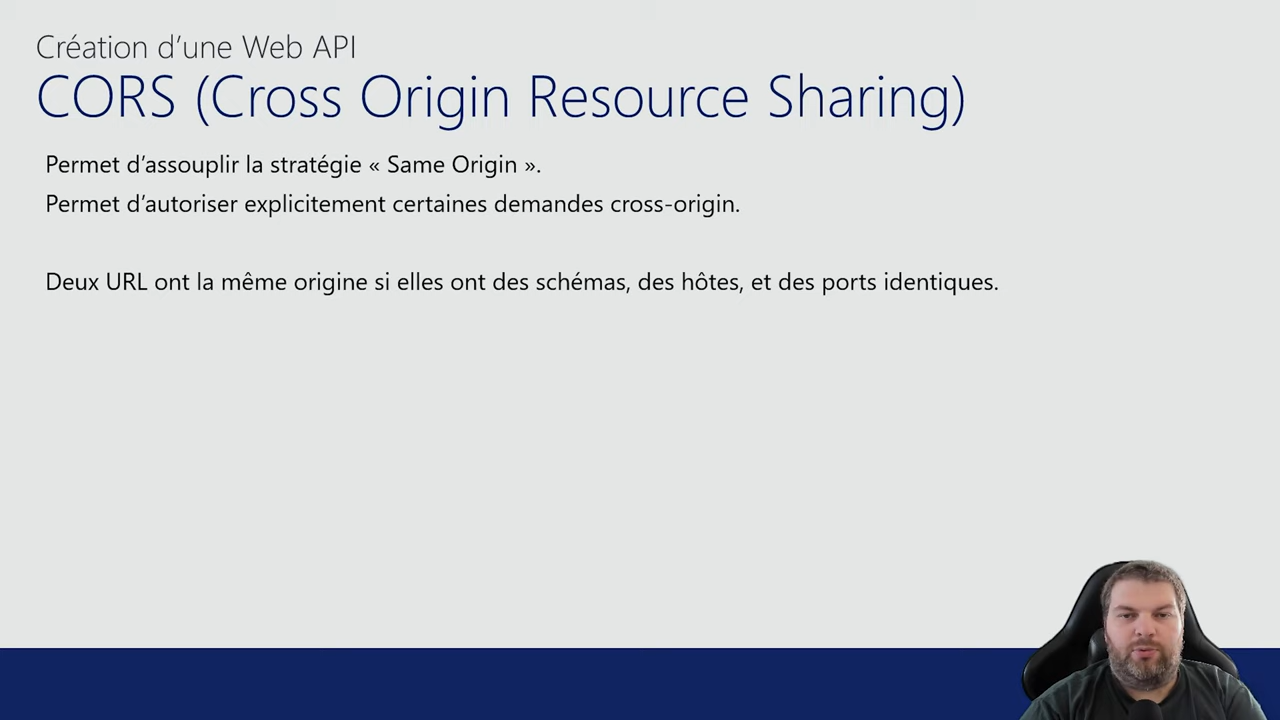 Création d’une Web API
CORS (Cross Origin Resource Sharing)
Permet d’assouplir la stratégie « Same Origin ».
Permet d’autoriser explicitement certaines demandes cross-origin.
Deux URL ont la même origine si elles ont des schémas, des hôtes, et des ports identiques.